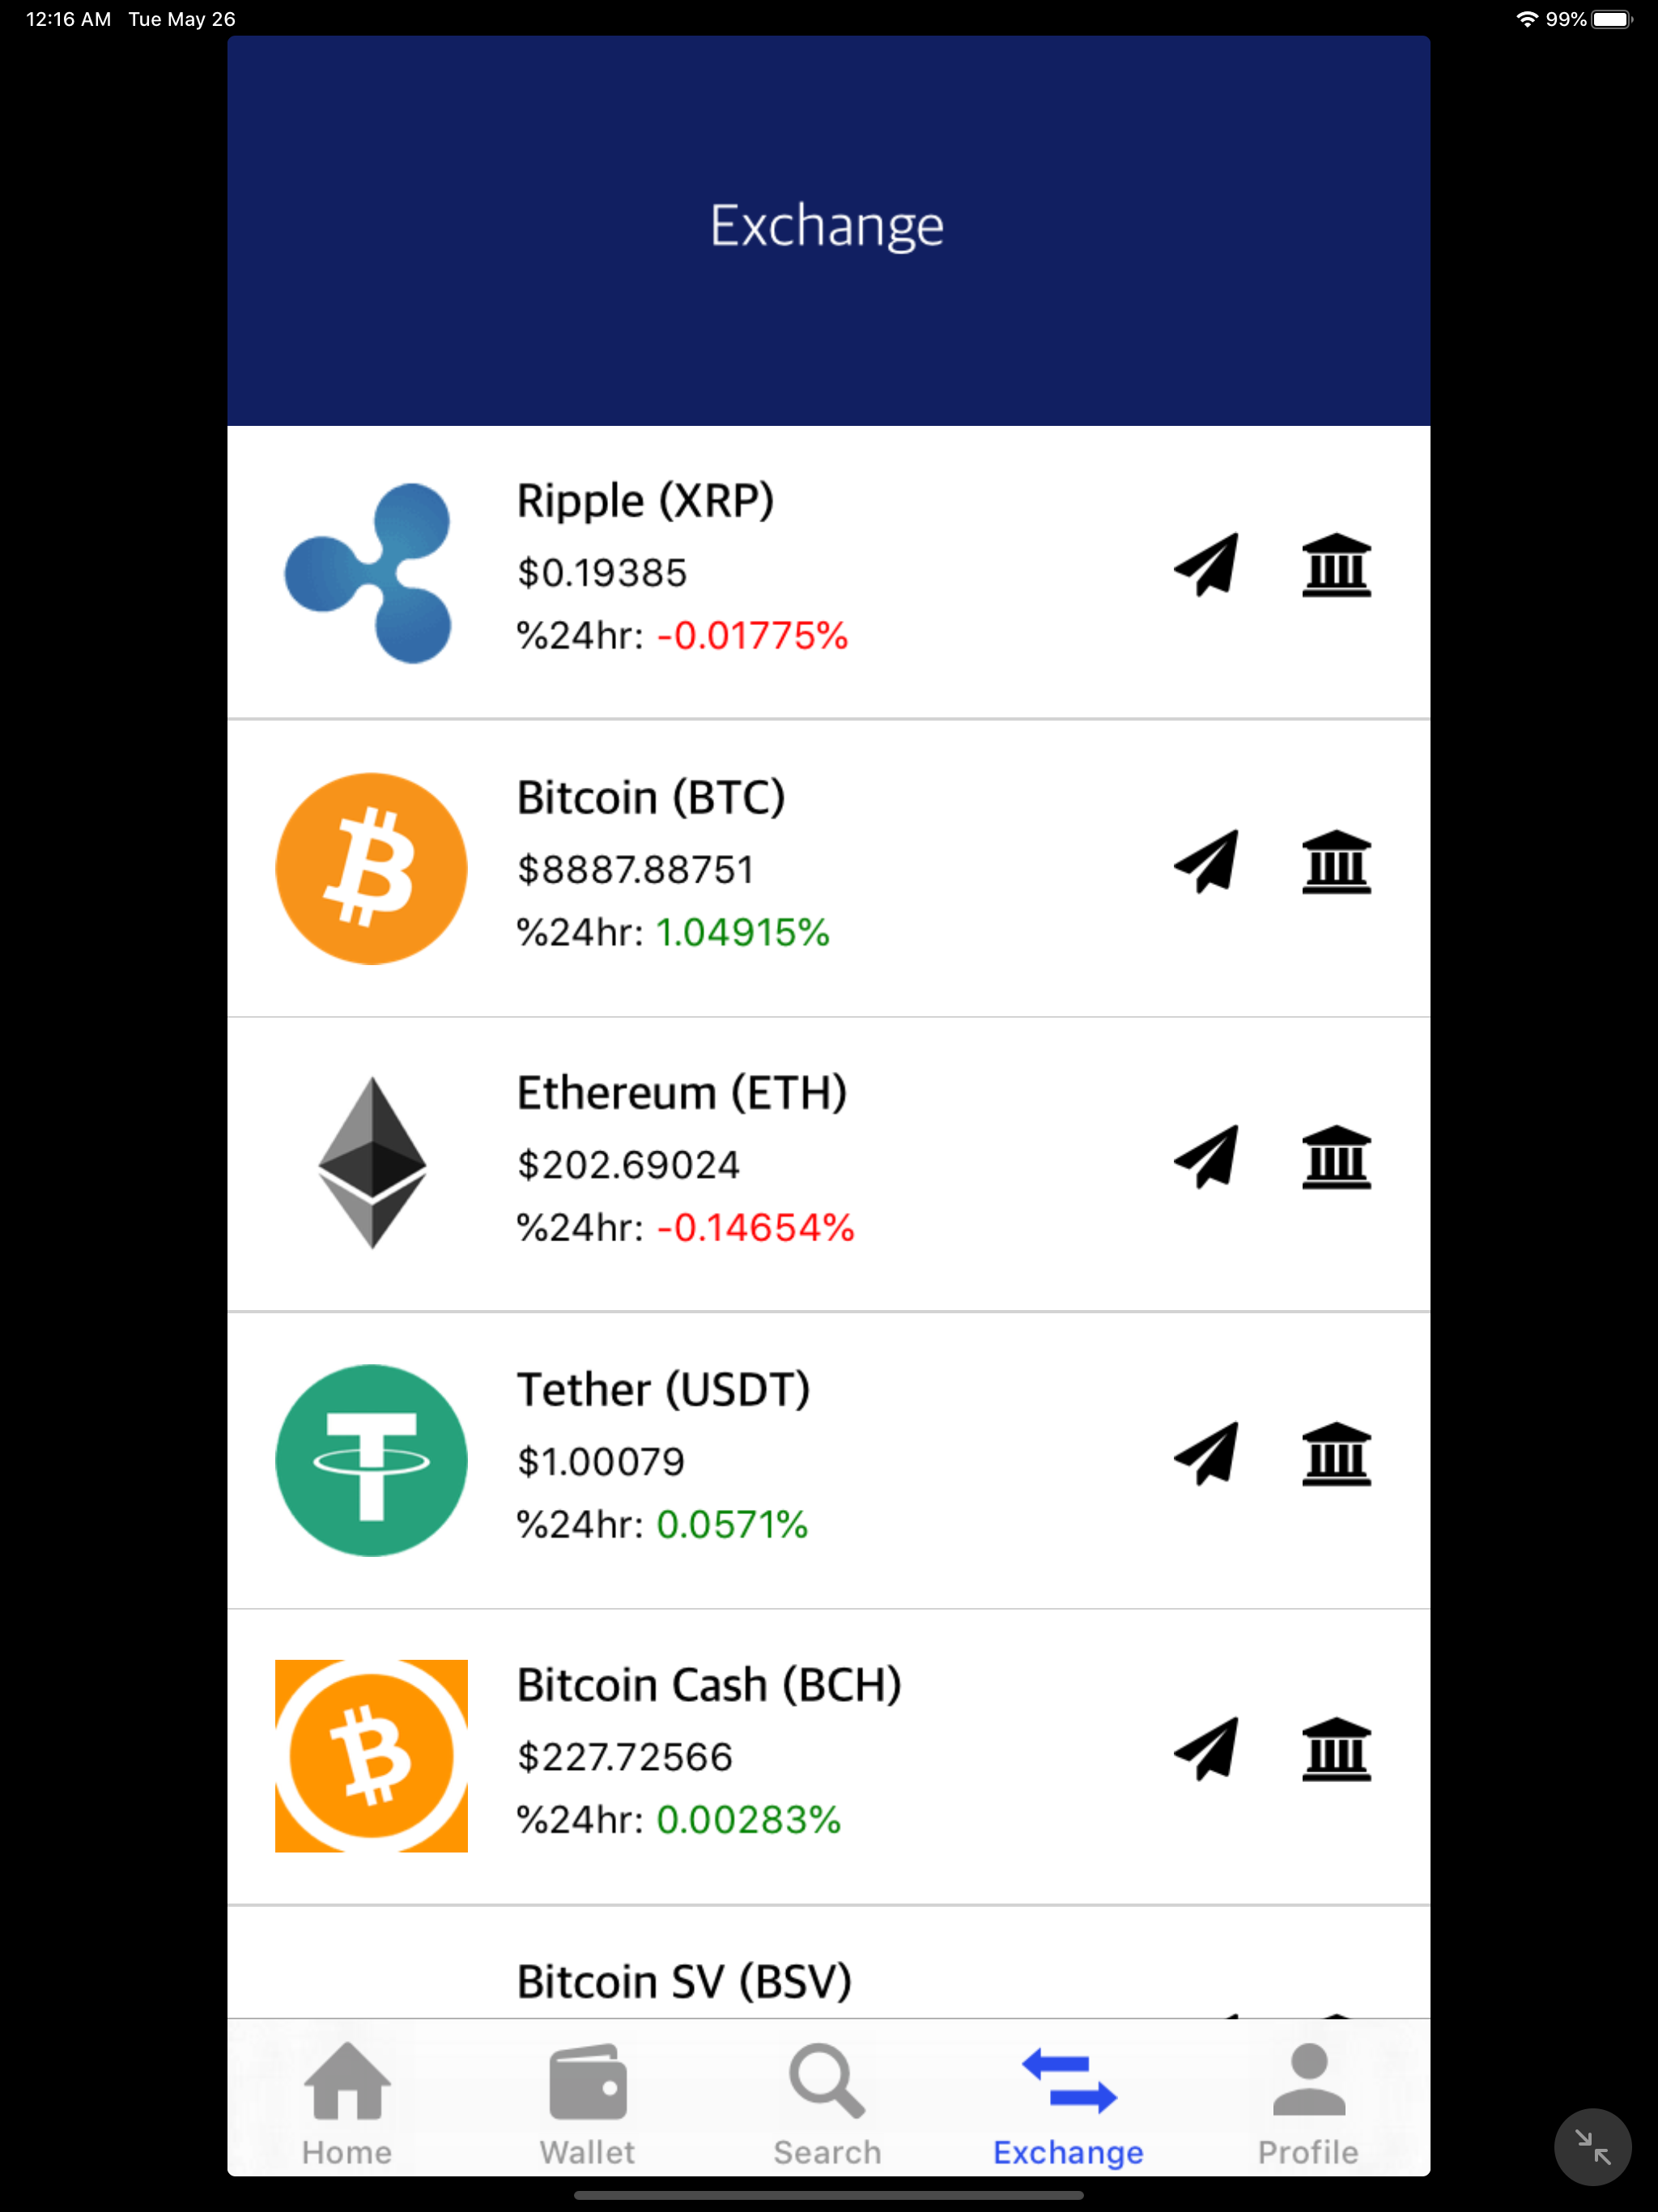 12:16 AM Tue May 26
99%
Exchange
Ripple (XRP)
$0.19385
%24hr: -0.01775%
Bitcoin (BTC)
$8887.88751
%24hr: 1.04915%
Ethereum (ETH)
$202.69024
%24hr: -0.14654%
Tether (USDT)
$1.00079
%24hr: 0.0571%
Bitcoin Cash (BCH)
$227.72566
%24hr: 0.00283%
Bitcoin SV (BSV)
Home Wallet Search Exchange Profile